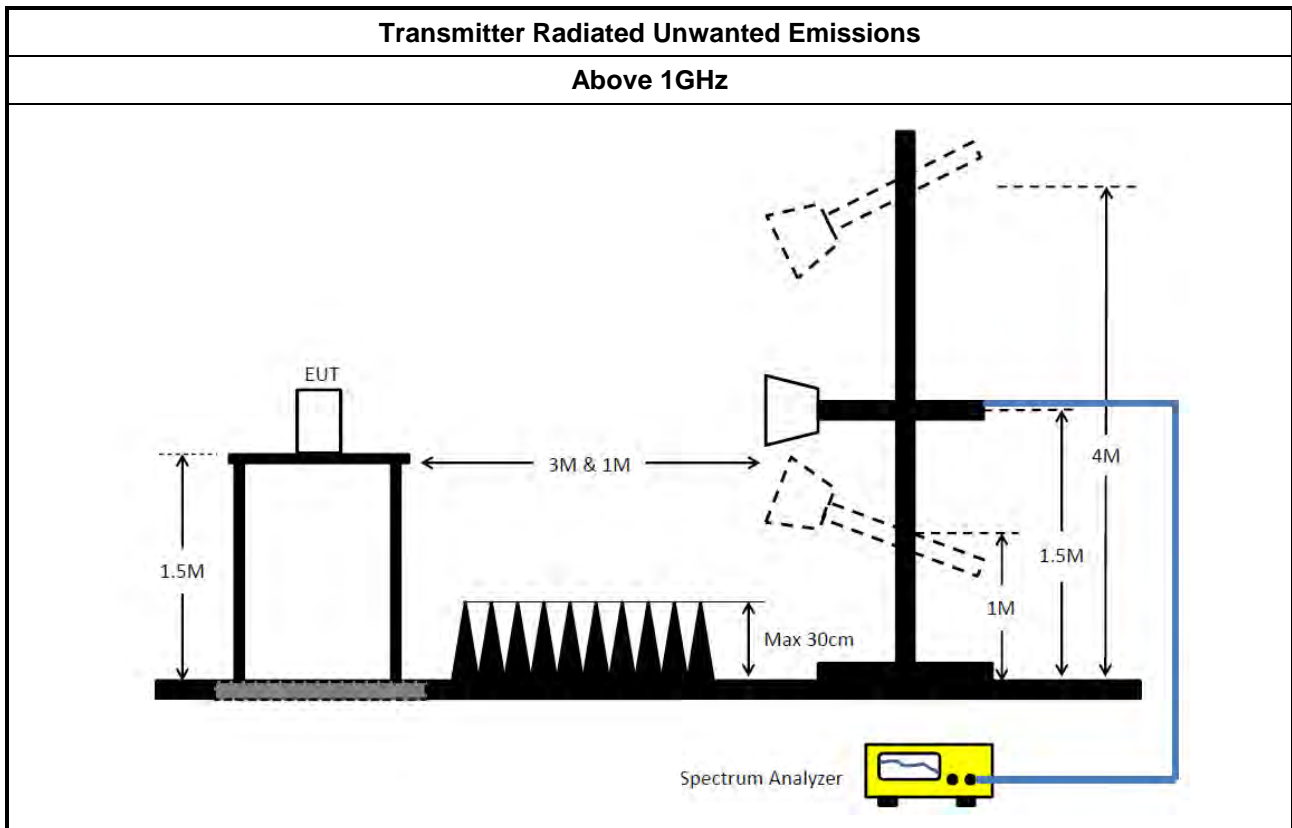 Transmitter Radiated Unwanted Emissions
Above 1GHz
EUT
3M & 1M
4M
1.5M
1.5M
1M
Max 30cm
Spectrum Analyzer